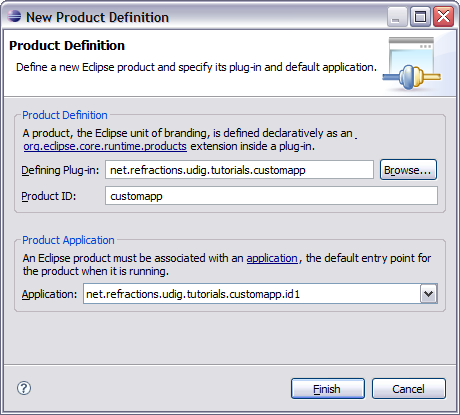 New Product Definition
Product Definition
Define a new Eclipse product and specify its plug-in and default application.
Product Definition
A product, the Eclipse unit of branding, is defined declaratively as an
org.eclipse.core.runtime.products extension inside a plug-in.
Defining Plug-in: net.refractions.udig.tutorials.customapp Browse...
Product ID: customapp
Product Application
An Eclipse product must be associated with an application, the default entry point for
the product when it is running.
Application: net.refractions.udig.tutorials.customapp.id1
? Finish Cancel